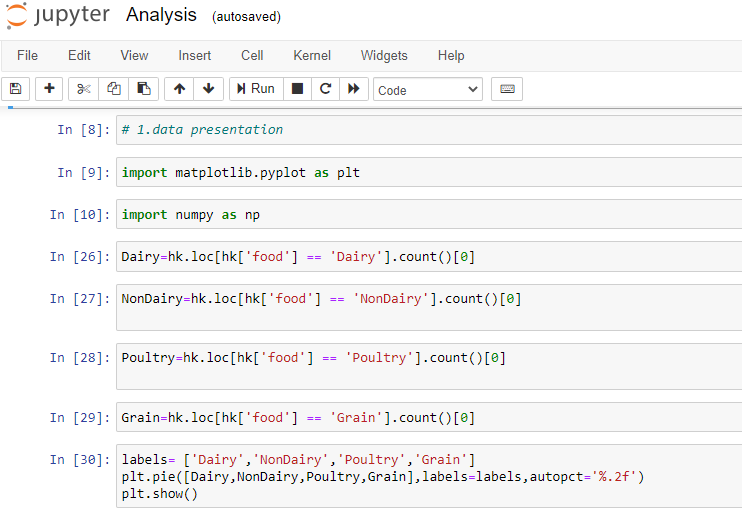 jupyter Analysis (autosaved)
File Edit View Insert Cell Kernel Widgets Help
Run Code
In [8]: # 1.data presentation
In [9]: import matplotlib.pyplot as plt
In [10]: import numpy as np
In [26]: Dairy=hk.loc[hk['food'] == 'Dairy'].count()[0]
In [27]: NonDairy=hk.loc[hk['food'] == 'NonDairy'].count()[0]
In [28]: Poultry=hk.loc[hk['food'] == 'Poultry'].count()[0]
In [29]: Grain=hk.loc[hk['food'] == 'Grain'].count()[0]
In [30]: labels= ['Dairy','NonDairy','Poultry','Grain']
plt.pie([Dairy,NonDairy,Poultry,Grain],labels=labels,autopct='%.2f')
plt.show()